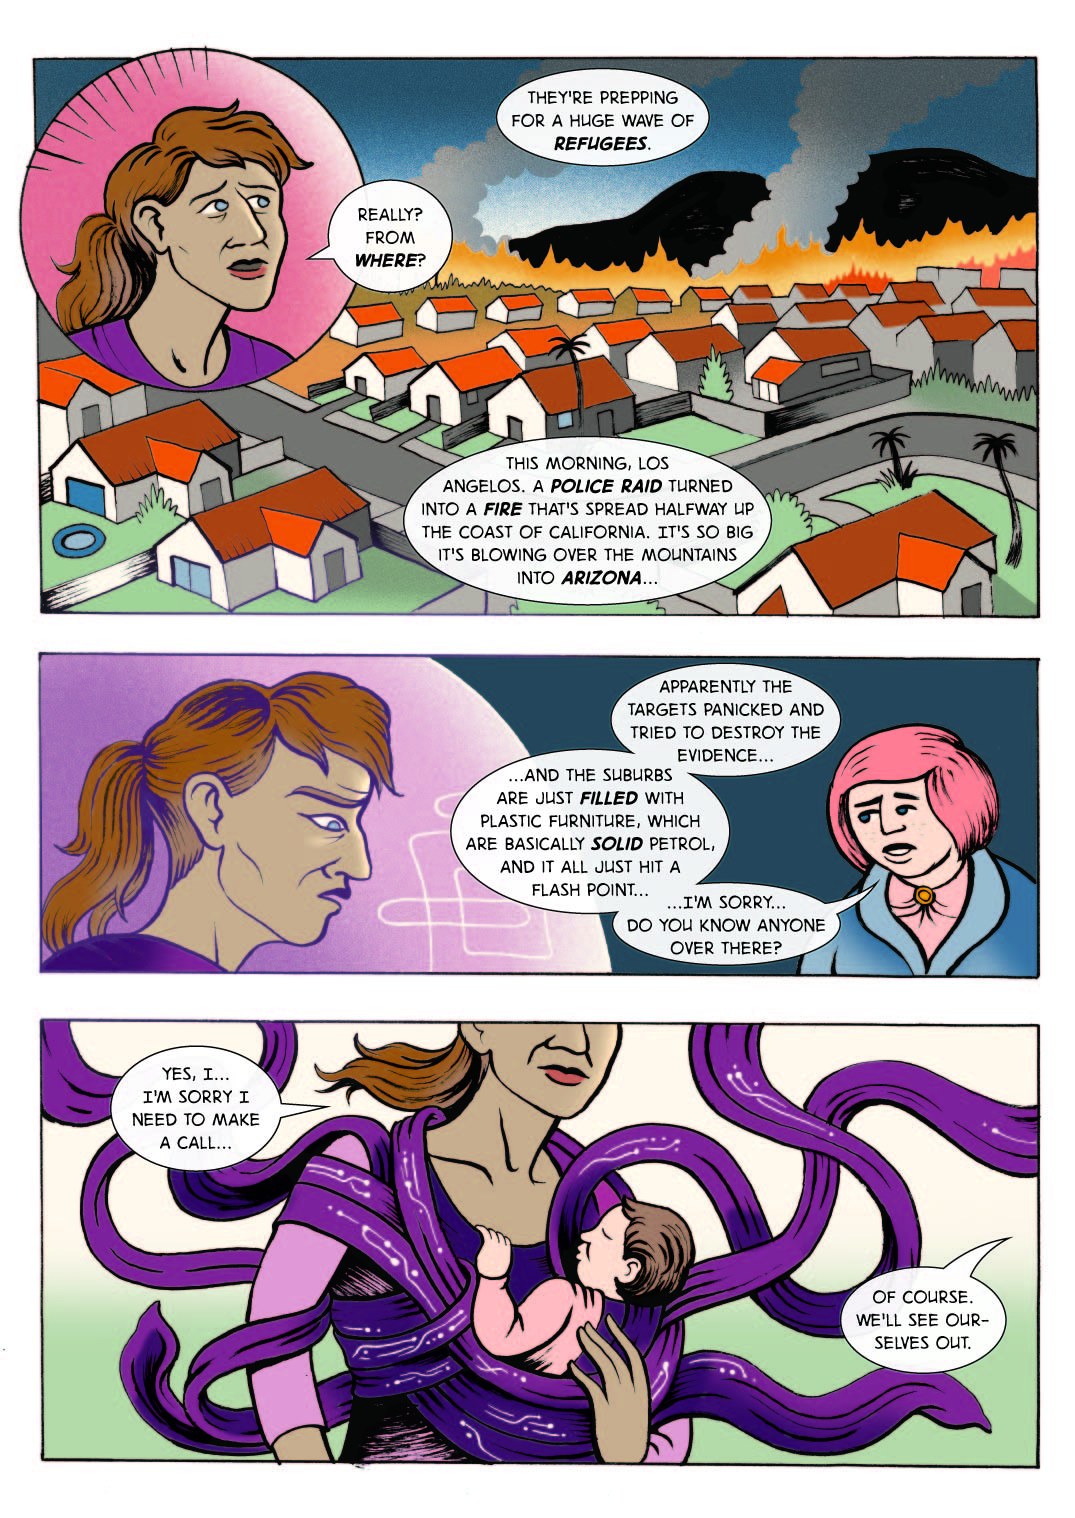 THEY'RE PREPPING
FOR A HUGE WAVE OF
REFUGEES.
REALLY?
FROM
WHERE?
THIS MORNING, LOS
ANGELOS. A POLICE RAID TURNED
INTO A FIRE THAT'S SPREAD HALFWAY UP
THE COAST OF CALIFORNIA. IT'S SO BIG
IT'S BLOWING OVER THE MOUNTAINS
INTO ARIZONA...
APPARENTLY THE
TARGETS PANICKED AND
TRIED TO DESTROY THE
EVIDENCE...
...AND THE SUBURBS
ARE JUST FILLED WITH
PLASTIC FURNITURE, WHICH
ARE BASICALLY SOLID PETROL,
AND IT ALL JUST HIT A
FLASH POINT...
...I'M SORRY...
DO YOU KNOW ANYONE
OVER THERE?
YES, I...
I'M SORRY I
NEED TO MAKE
A CALL...
OF COURSE.
WE'LL SEE OUR-
SELVES OUT.